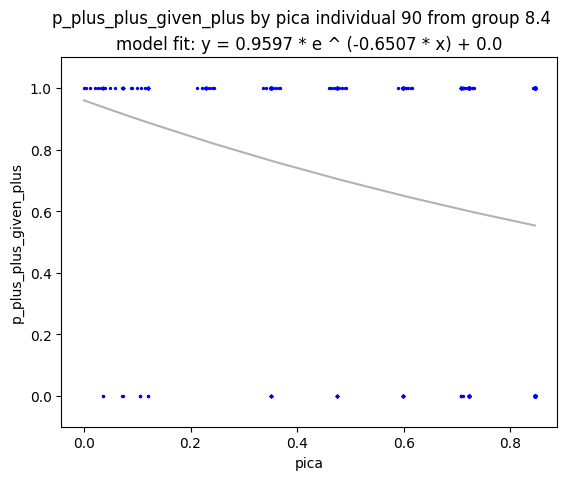 p_plus_plus_given_plus by pica individual 90 from group 8.4
model fit: y = 0.9597 * e ^ (-0.6507 * x) + 0.0
1.0
0.8
0.6
0.4
0.2
0.0
p_plus_plus_given_plus
0.0 0.2 0.4 0.6 0.8
pica